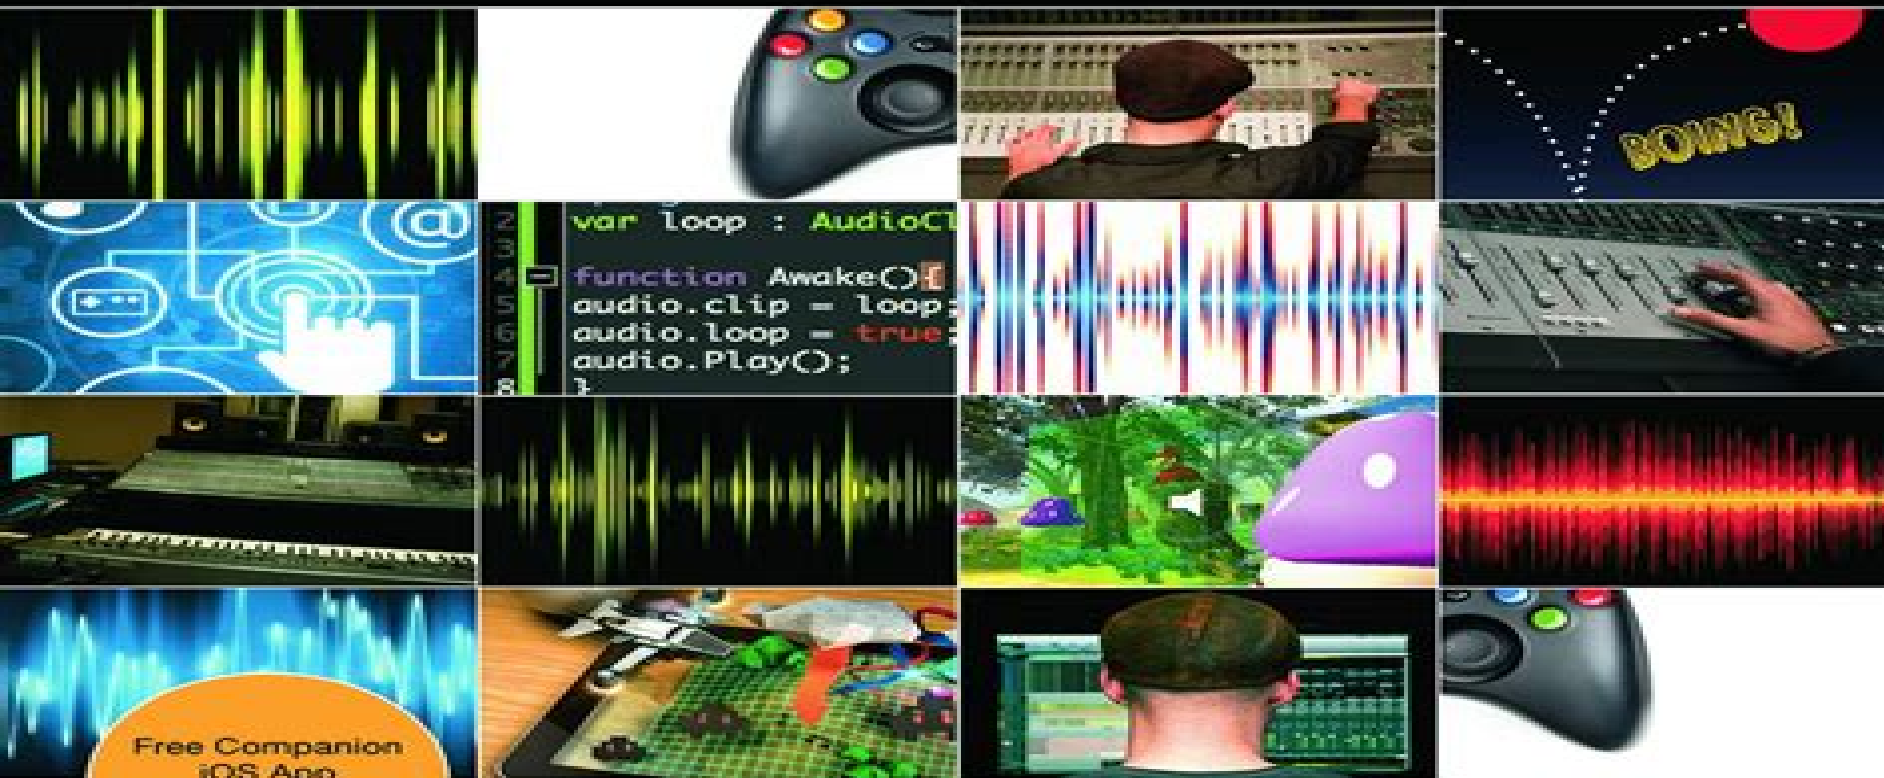 BOING!
@
2 var loop : AudioCl
3
4 function Awake(){
5 audio.clip = loop;
6 audio.loop = true;
7 audio.Play();
8 }
Free Companion
iOS App